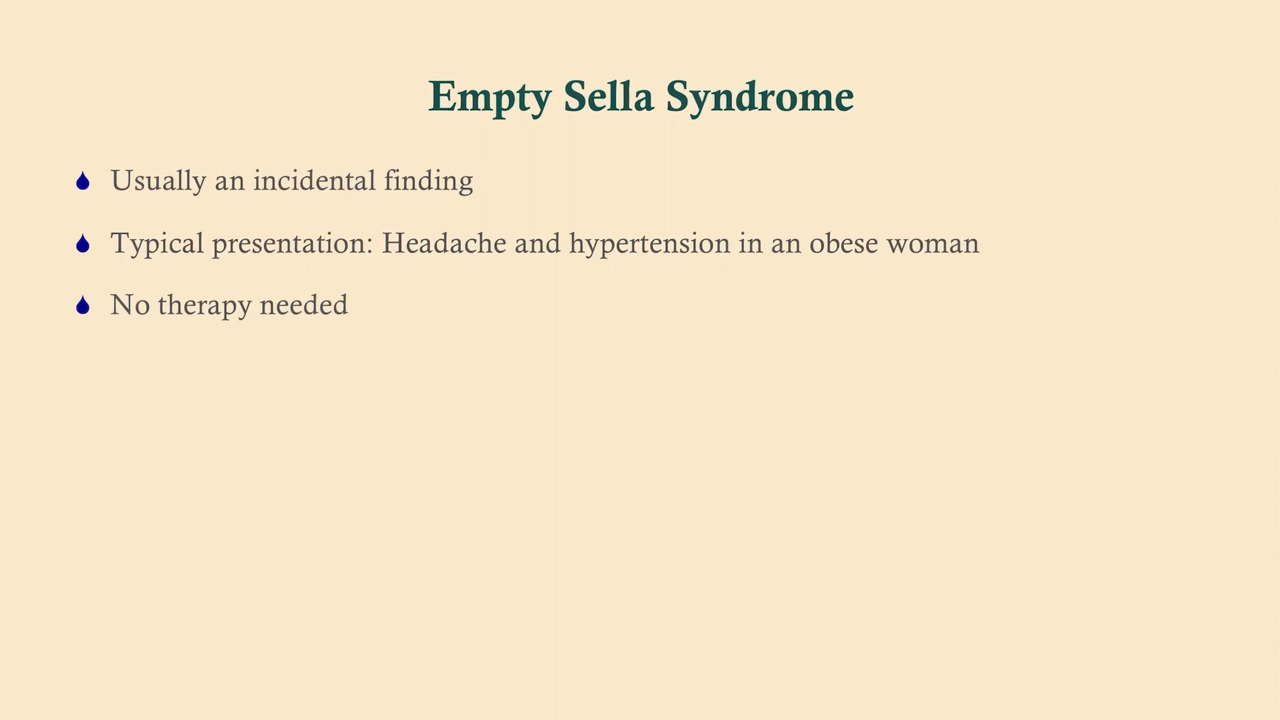 Empty Sella Syndrome
Usually an incidental finding
Typical presentation: Headache and hypertension in an obese woman
No therapy needed